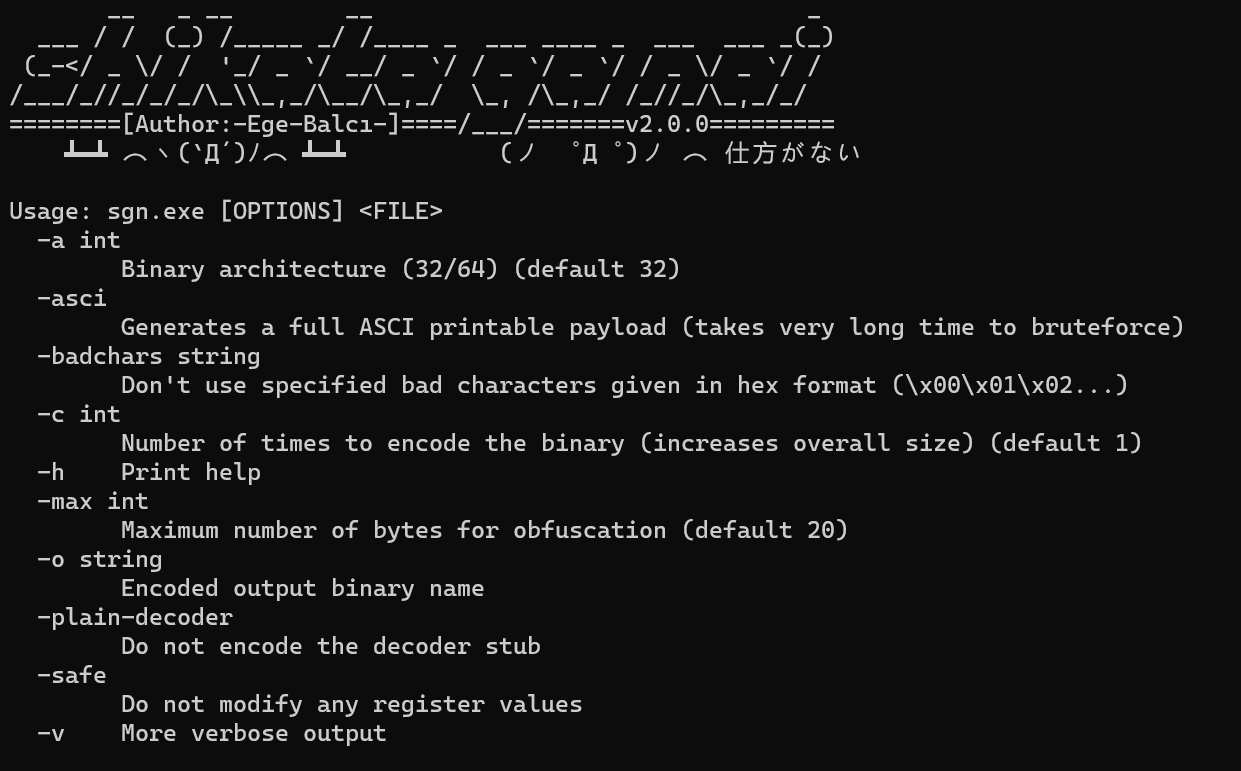 __   _ __        __                               _
  ___ / /  (_) /_____ _/ /____ _  ___ ____ _  ___  ___ _(_)
 (_-</ _ \/ /  '_/ _ `/ __/ _ `/ / _ `/ _ `/ / _ \/ _ `/ /
/___/_//_/_/_/\_\\_,_/\__/\_,_/  \_, /\_,_/ /_//_/\_,_/_/
========[Author:-Ege-Balcı-]====/___/=======v2.0.0=========
    ┻━┻ ︵ヽ(`Д´)ノ︵ ┻━┻           (ノ ゜Д゜)ノ ︵ 仕方がない
Usage: sgn.exe [OPTIONS] <FILE>
  -a int
        Binary architecture (32/64) (default 32)
  -asci
        Generates a full ASCI printable payload (takes very long time to bruteforce)
  -badchars string
        Don't use specified bad characters given in hex format (\x00\x01\x02...)
  -c int
        Number of times to encode the binary (increases overall size) (default 1)
  -h    Print help
  -max int
        Maximum number of bytes for obfuscation (default 20)
  -o string
        Encoded output binary name
  -plain-decoder
        Do not encode the decoder stub
  -safe
        Do not modify any register values
  -v    More verbose output